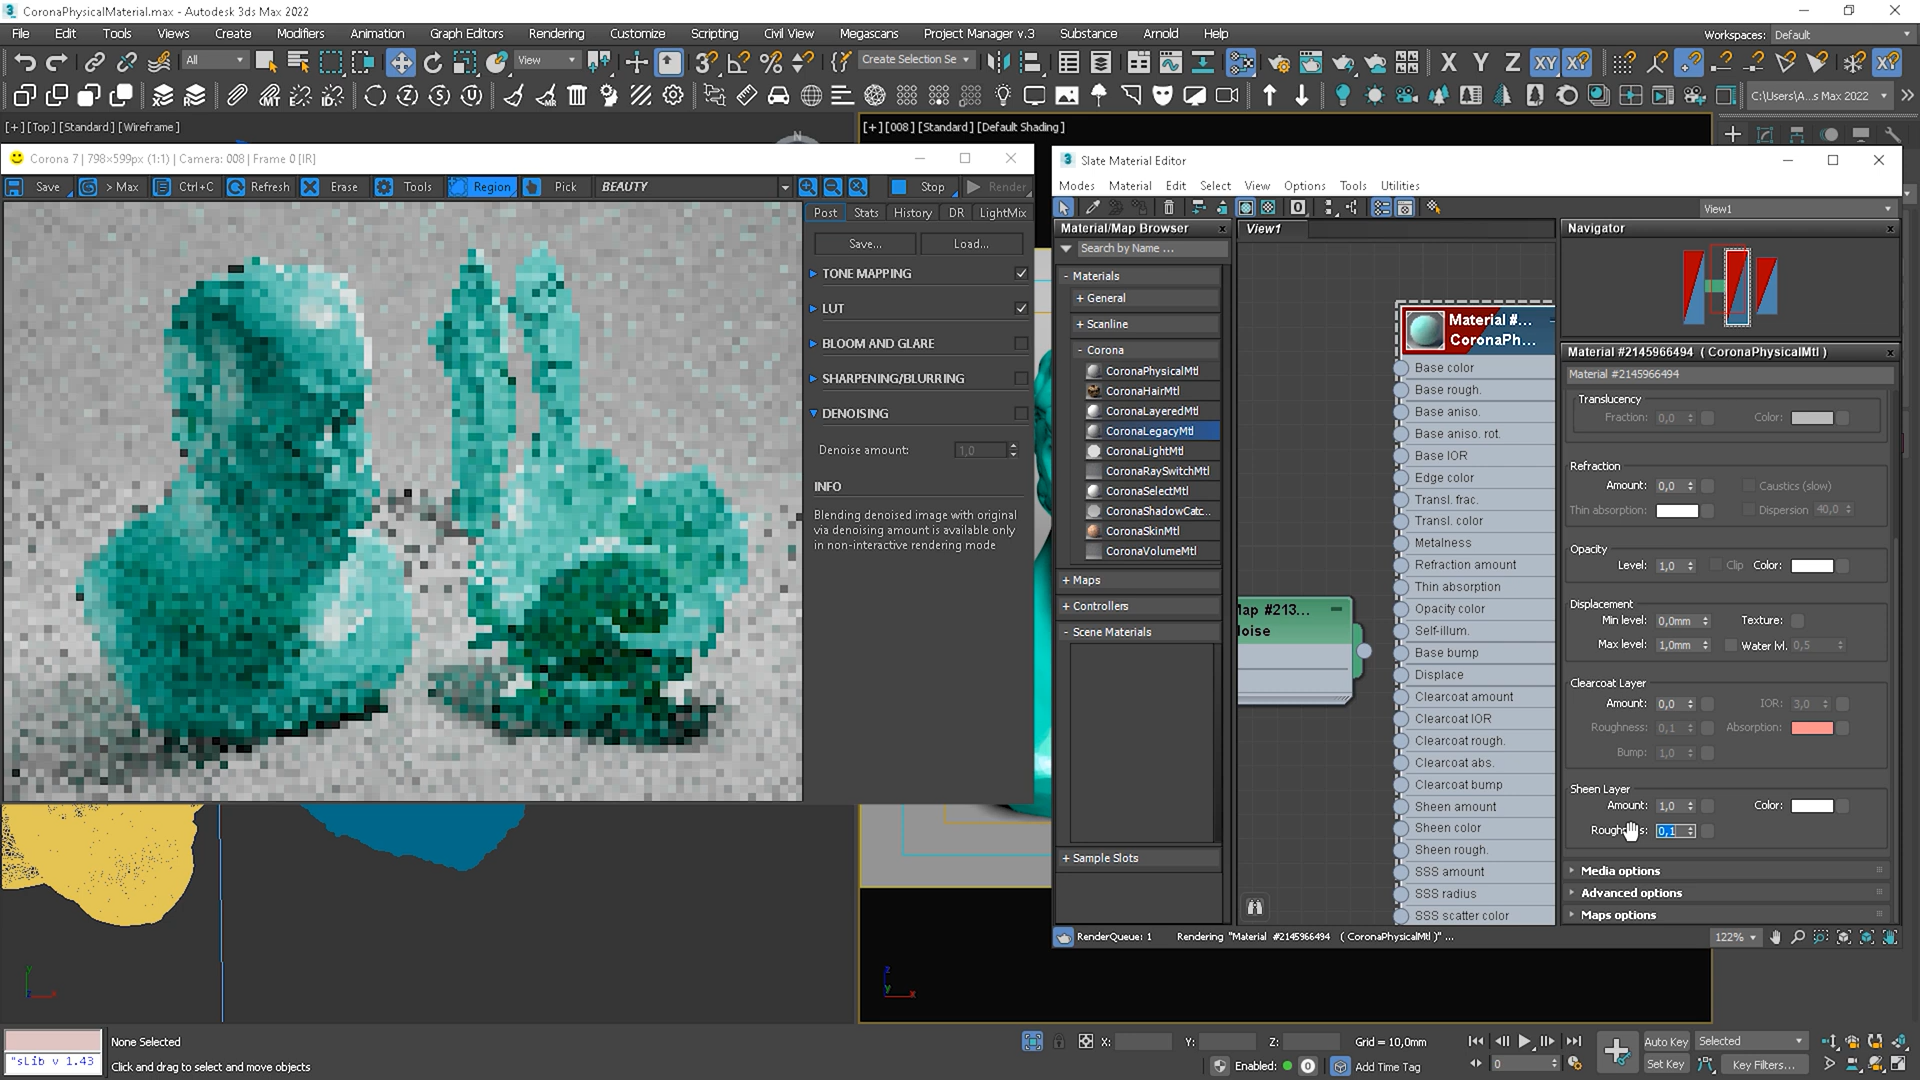 CoronaPhysicalMaterial.max - Autodesk 3ds Max 2022
File Edit Tools Views Create Modifiers Animation Graph Editors Rendering Customize Scripting Civil View Megascans Project Manager v.3 Substance Arnold Help
Workspaces: Default
All View Create Selection Se XY
C:\Users\A...s Max 2022
[+] [Top] [Standard] [Wireframe]
[+] [008] [Standard] [Default Shading]
Corona 7 | 798×599px (1:1) | Camera: 008 | Frame 0 [IR]
Save > Max Ctrl+C Refresh Erase Tools Region Pick BEAUTY Stop Render
Post Stats History DR LightMix
Save... Load...
TONE MAPPING
LUT
BLOOM AND GLARE
SHARPENING/BLURRING
DENOISING
Denoise amount: 1,0
INFO
Blending denoised image with original
via denoising amount is available only
in non-interactive rendering mode
Slate Material Editor
Modes Material Edit Select View Options Tools Utilities
View1
Material/Map Browser
Search by Name ...
- Materials
+ General
+ Scanline
- Corona
CoronaPhysicalMtl
CoronaHairMtl
CoronaLayeredMtl
CoronaLegacyMtl
CoronaLightMtl
CoronaRaySwitchMtl
CoronaSelectMtl
CoronaShadowCatc...
CoronaSkinMtl
CoronaVolumeMtl
+ Maps
+ Controllers
- Scene Materials
+ Sample Slots
View1
Map #213...
Noise
Material #...
CoronaPh...
Base color
Base rough.
Base aniso.
Base aniso. rot.
Base IOR
Edge color
Transl. frac.
Transl. color
Metalness
Refraction amount
Thin absorption
Opacity color
Self-illum.
Base bump
Displace
Clearcoat amount
Clearcoat IOR
Clearcoat rough.
Clearcoat abs.
Clearcoat bump
Sheen amount
Sheen color
Sheen rough.
SSS amount
SSS radius
SSS scatter color
Navigator
Material #2145966494 ( CoronaPhysicalMtl )
Material #2145966494
Translucency
Fraction: 0,0 Color:
Refraction
Amount: 0,0 Caustics (slow)
Thin absorption: Dispersion 40,0
Opacity
Level: 1,0 Clip Color:
Displacement
Min level: 0,0mm Texture:
Max level: 1,0mm Water lvl. 0,5
Clearcoat Layer
Amount: 0,0 IOR: 3,0
Roughness: 0,1 Absorption:
Bump: 1,0
Sheen Layer
Amount: 1,0 Color:
0,1
Media options
Advanced options
Maps options
RenderQueue: 1 Rendering "Material #2145966494 ( CoronaPhysicalMtl )" ...
122%
None Selected
"sLib v 1.43
Click and drag to select and move objects
X: Y: Z: Grid = 10,0mm
Enabled: 0 Add Time Tag
0
Auto Key Selected
Set Key Key Filters...